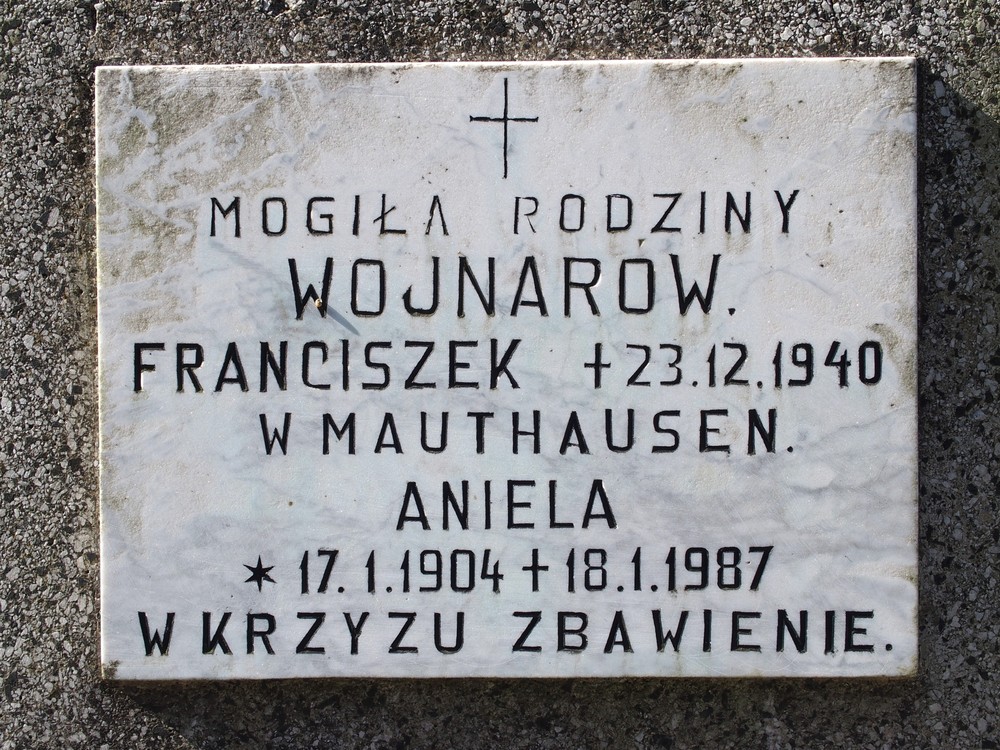 MOGIŁA RODZINY
WOJNARÓW.
FRANCISZEK +23.12.1940
W MAUTHAUSEN.
ANIELA
* 17.1.1904 + 18.1.1987
W KRZYZU ZBAWIENIE.